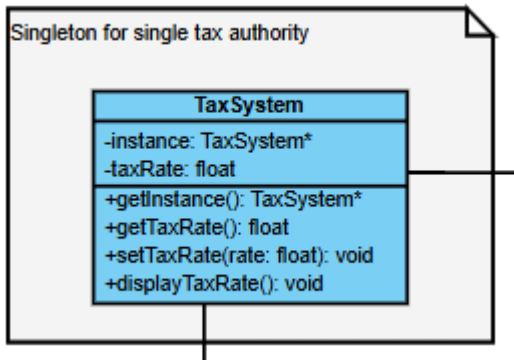 Singleton for single tax authority
TaxSystem
-instance: TaxSystem*
-taxRate: float
+getInstance(): TaxSystem*
+getTaxRate(): float
+setTaxRate(rate: float): void
+displayTaxRate(): void